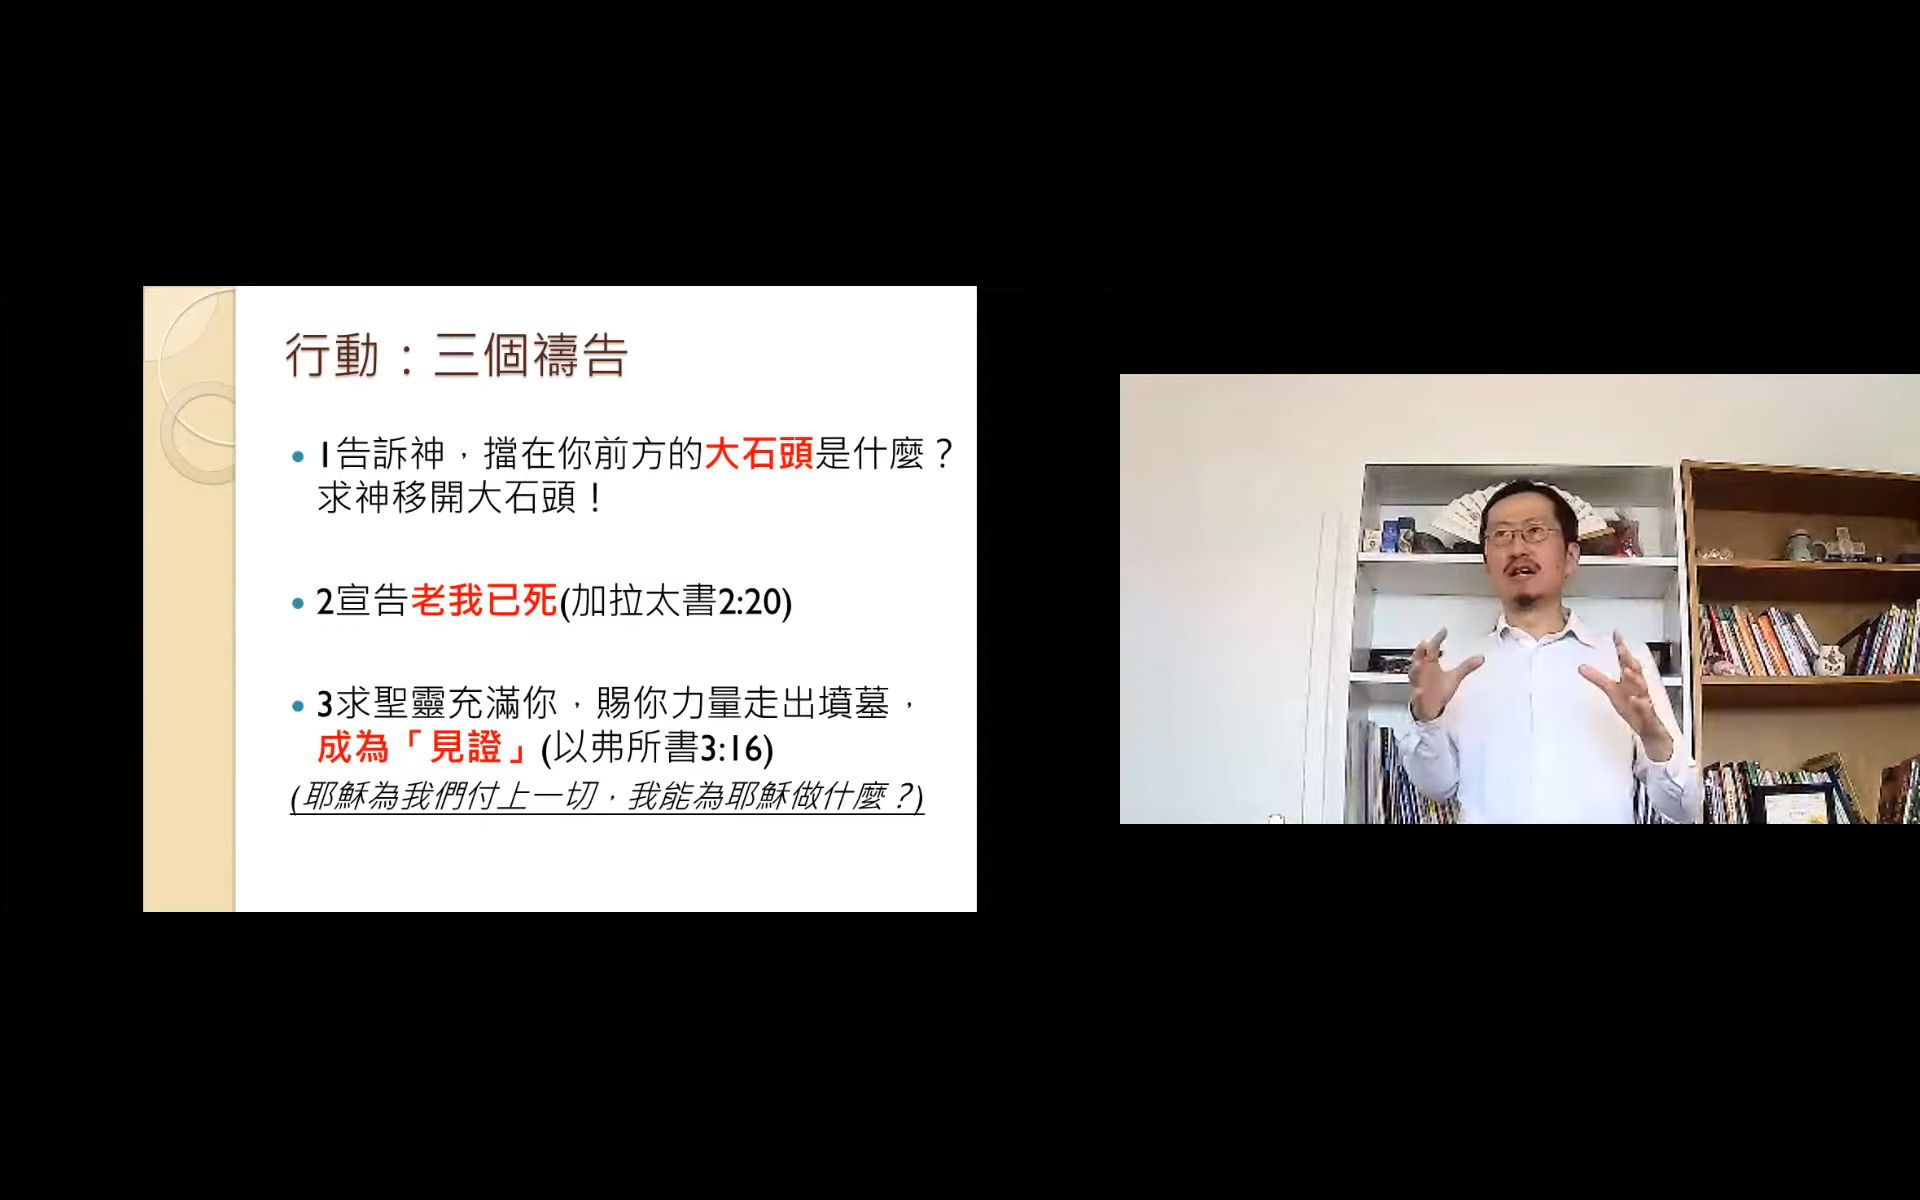 行動：三個禱告
1告訴神，擋在你前方的大石頭是什麼？
求神移開大石頭！
2宣告老我已死(加拉太書2:20)
3求聖靈充滿你，賜你力量走出墳墓，
成為「見證」(以弗所書3:16)
(耶穌為我們付上一切，我能為耶穌做什麼？)